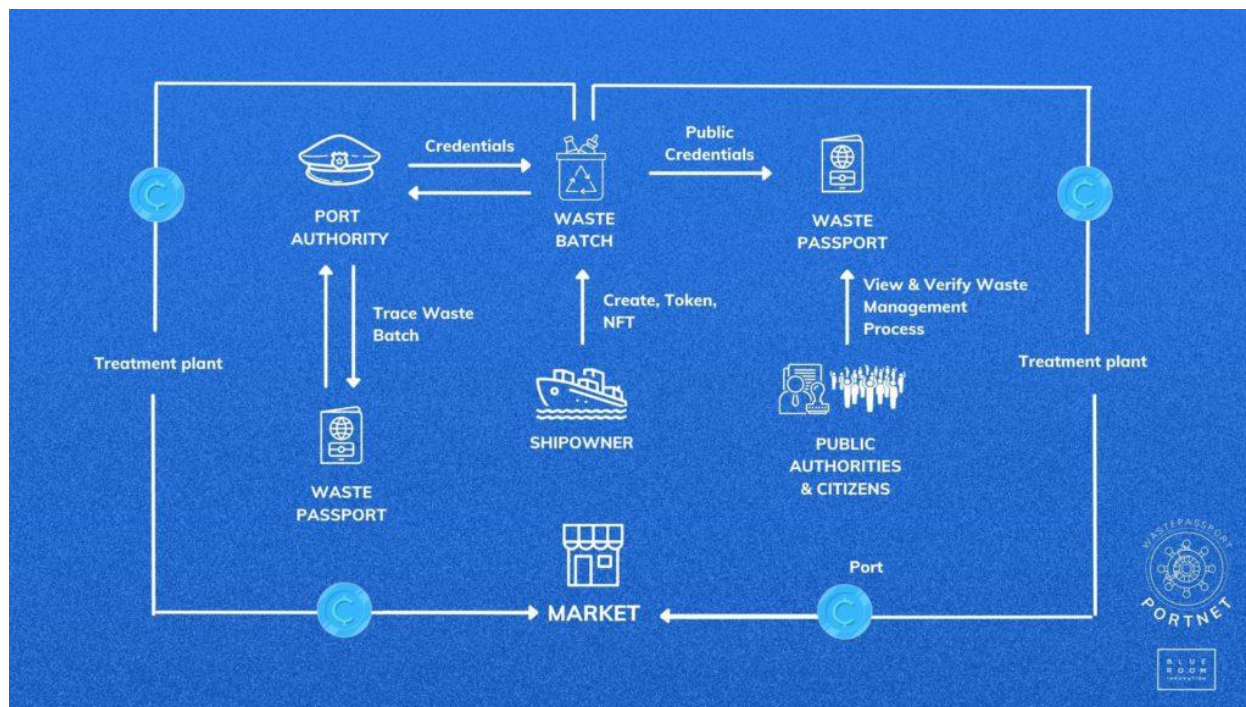 Credentials
Public
Credentials
PORT
AUTHORITY
WASTE
BATCH
WASTE
PASSPORT
Trace Waste
Batch
Create, Token,
NFT
View & Verify Waste
Management
Process
Treatment plant
Treatment plant
SHIPOWNER
PUBLIC
AUTHORITIES
& CITIZENS
WASTE
PASSPORT
Port
MARKET
WASTEPASSPORT
PORTNET
BLUE
ROOM
INNOVATION